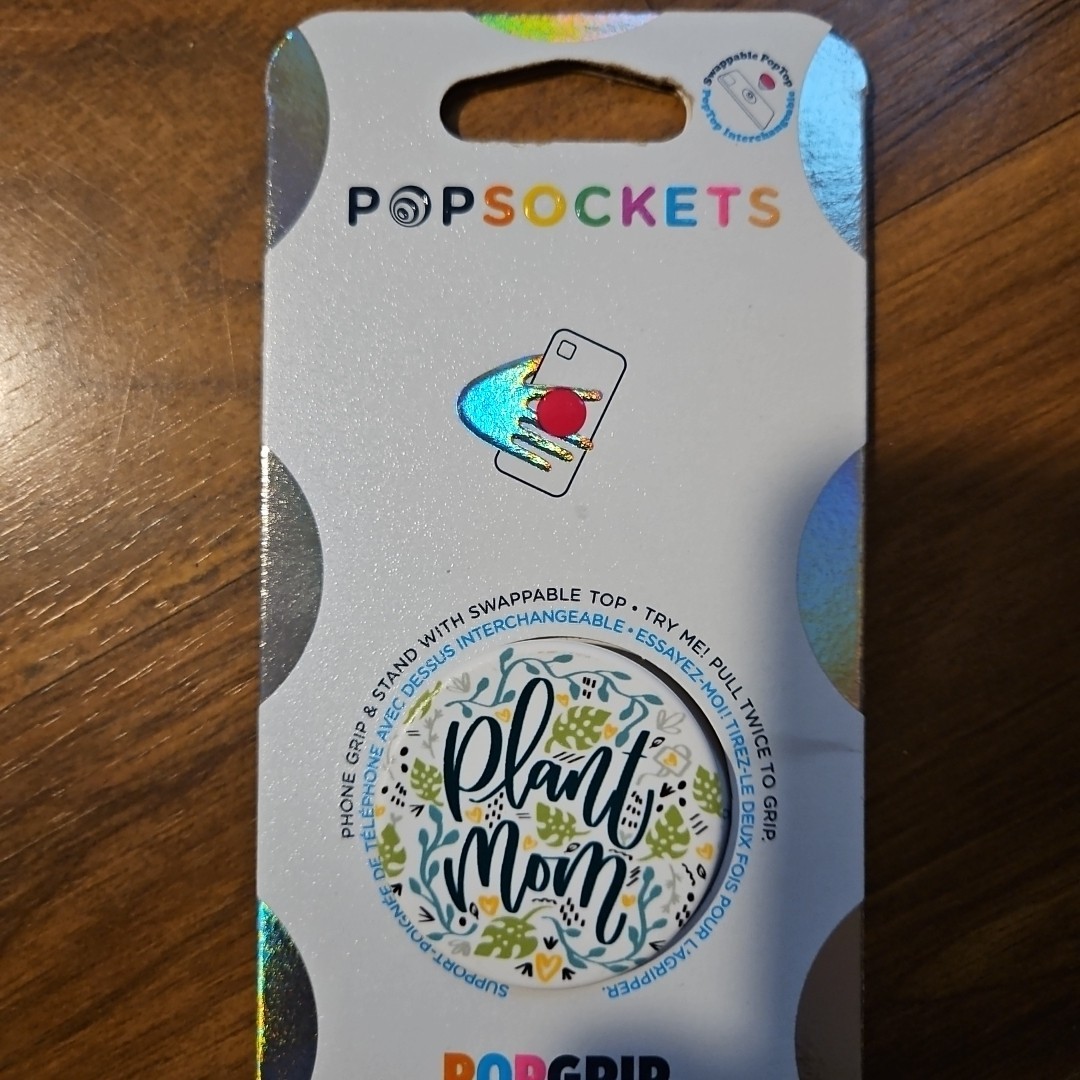 Swappable PopTop
PopTop Interchangeable
POPSOCKETS
PHONE GRIP & STAND WITH SWAPPABLE TOP • TRY ME! PULL TWICE TO GRIP.
SUPPORT-POIGNÉE DE TÉLÉPHONE AVEC DESSUS INTERCHANGEABLE • ESSAYEZ-MOI! TIREZ-LE DEUX FOIS POUR L'AGRIPPER.
plant
mom
POPGRIP